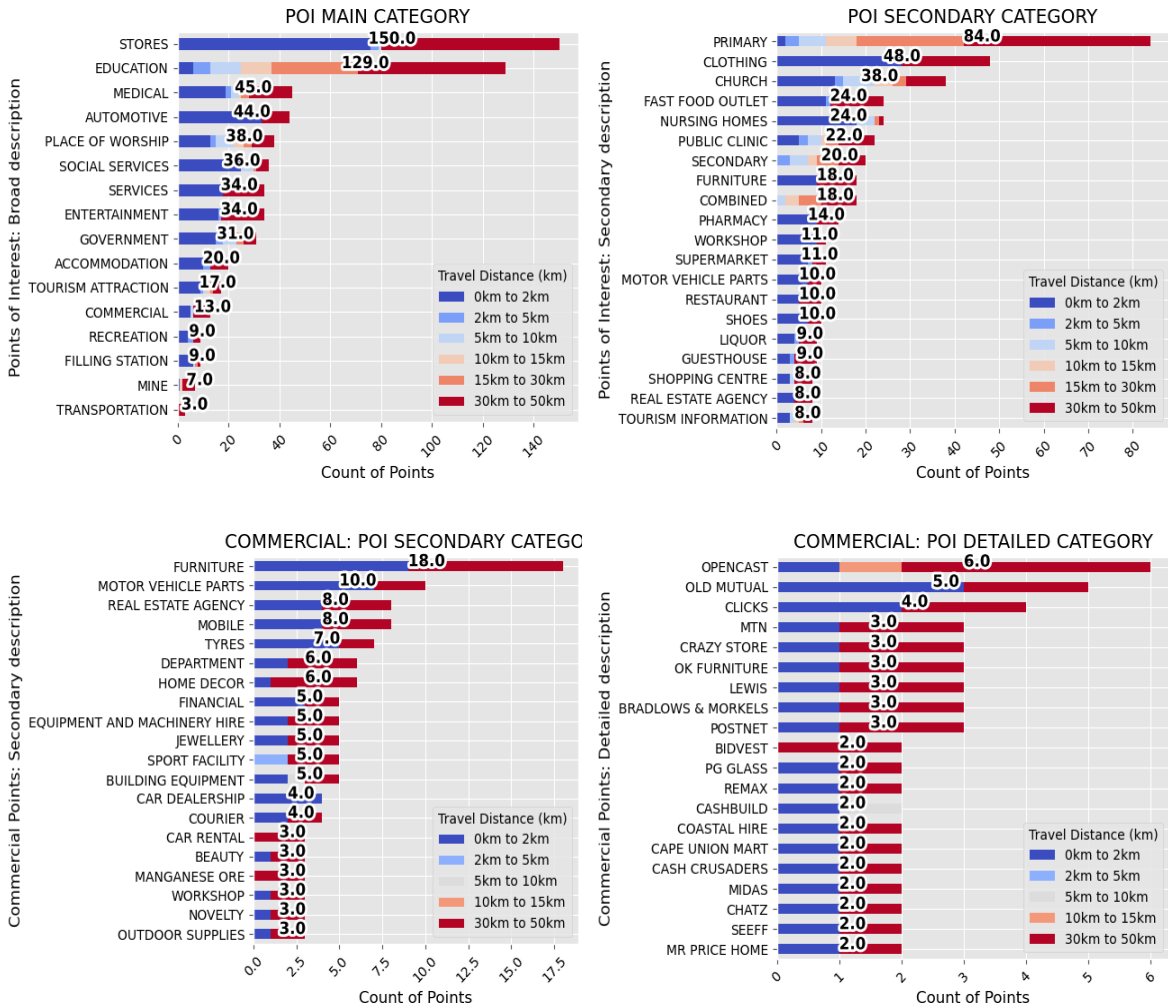 POI MAIN CATEGORY
Points of Interest: Broad description
STORES 150.0
EDUCATION 129.0
MEDICAL 45.0
AUTOMOTIVE 44.0
PLACE OF WORSHIP 38.0
SOCIAL SERVICES 36.0
SERVICES 34.0
ENTERTAINMENT 34.0
GOVERNMENT 31.0
ACCOMMODATION 20.0
TOURISM ATTRACTION 17.0
COMMERCIAL 13.0
RECREATION 9.0
FILLING STATION 9.0
MINE 7.0
TRANSPORTATION 3.0
Travel Distance (km)
0km to 2km
2km to 5km
5km to 10km
10km to 15km
15km to 30km
30km to 50km
0 20 40 60 80 100 120 140
Count of Points
POI SECONDARY CATEGORY
Points of Interest: Secondary description
PRIMARY 84.0
CLOTHING 48.0
CHURCH 38.0
FAST FOOD OUTLET 24.0
NURSING HOMES 24.0
PUBLIC CLINIC 22.0
SECONDARY 20.0
FURNITURE 18.0
COMBINED 18.0
PHARMACY 14.0
WORKSHOP 11.0
SUPERMARKET 11.0
MOTOR VEHICLE PARTS 10.0
RESTAURANT 10.0
SHOES 10.0
LIQUOR 9.0
GUESTHOUSE 9.0
SHOPPING CENTRE 8.0
REAL ESTATE AGENCY 8.0
TOURISM INFORMATION 8.0
Travel Distance (km)
0km to 2km
2km to 5km
5km to 10km
10km to 15km
15km to 30km
30km to 50km
0 10 20 30 40 50 60 70 80
Count of Points
COMMERCIAL: POI SECONDARY CATEGO
Commercial Points: Secondary description
FURNITURE 18.0
MOTOR VEHICLE PARTS 10.0
REAL ESTATE AGENCY 8.0
MOBILE 8.0
TYRES 7.0
DEPARTMENT 6.0
HOME DECOR 6.0
FINANCIAL 5.0
EQUIPMENT AND MACHINERY HIRE 5.0
JEWELLERY 5.0
SPORT FACILITY 5.0
BUILDING EQUIPMENT 5.0
CAR DEALERSHIP 4.0
COURIER 4.0
CAR RENTAL 3.0
BEAUTY 3.0
MANGANESE ORE 3.0
WORKSHOP 3.0
NOVELTY 3.0
OUTDOOR SUPPLIES 3.0
Travel Distance (km)
0km to 2km
2km to 5km
5km to 10km
10km to 15km
30km to 50km
0.0 2.5 5.0 7.5 10.0 12.5 15.0 17.5
Count of Points
COMMERCIAL: POI DETAILED CATEGORY
Commercial Points: Detailed description
OPENCAST 6.0
OLD MUTUAL 5.0
CLICKS 4.0
MTN 3.0
CRAZY STORE 3.0
OK FURNITURE 3.0
LEWIS 3.0
BRADLOWS & MORKELS 3.0
POSTNET 3.0
BIDVEST 2.0
PG GLASS 2.0
REMAX 2.0
CASHBUILD 2.0
COASTAL HIRE 2.0
CAPE UNION MART 2.0
CASH CRUSADERS 2.0
MIDAS 2.0
CHATZ 2.0
SEEFF 2.0
MR PRICE HOME 2.0
Travel Distance (km)
0km to 2km
2km to 5km
5km to 10km
10km to 15km
30km to 50km
0 1 2 3 4 5 6
Count of Points